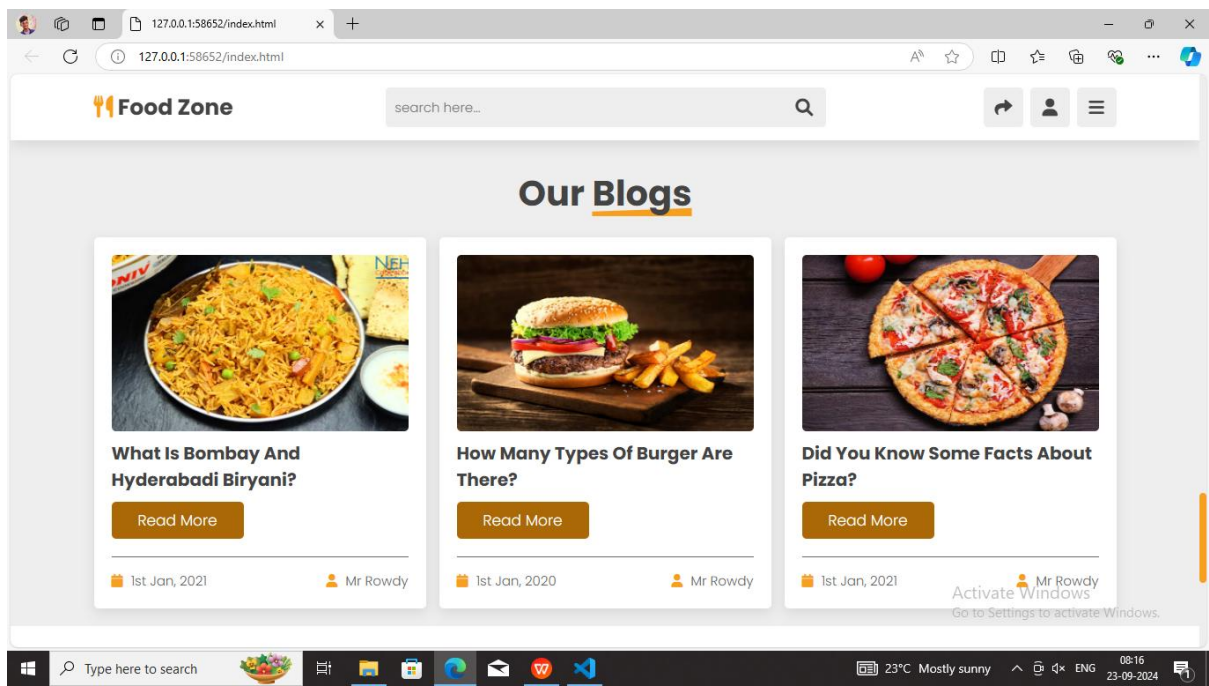 127.0.0.1:58652/index.html
127.0.0.1:58652/index.html
Food Zone
search here...
Our Blogs
NEH
ONIV
What Is Bombay And
Hyderabadi Biryani?
Read More
1st Jan, 2021
Mr Rowdy
How Many Types Of Burger Are
There?
Read More
1st Jan, 2020
Mr Rowdy
Did You Know Some Facts About
Pizza?
Read More
1st Jan, 2021
Mr Rowdy
Activate Windows
Go to Settings to activate Windows.
Type here to search
23°C Mostly sunny
ENG
08:16
23-09-2024
1